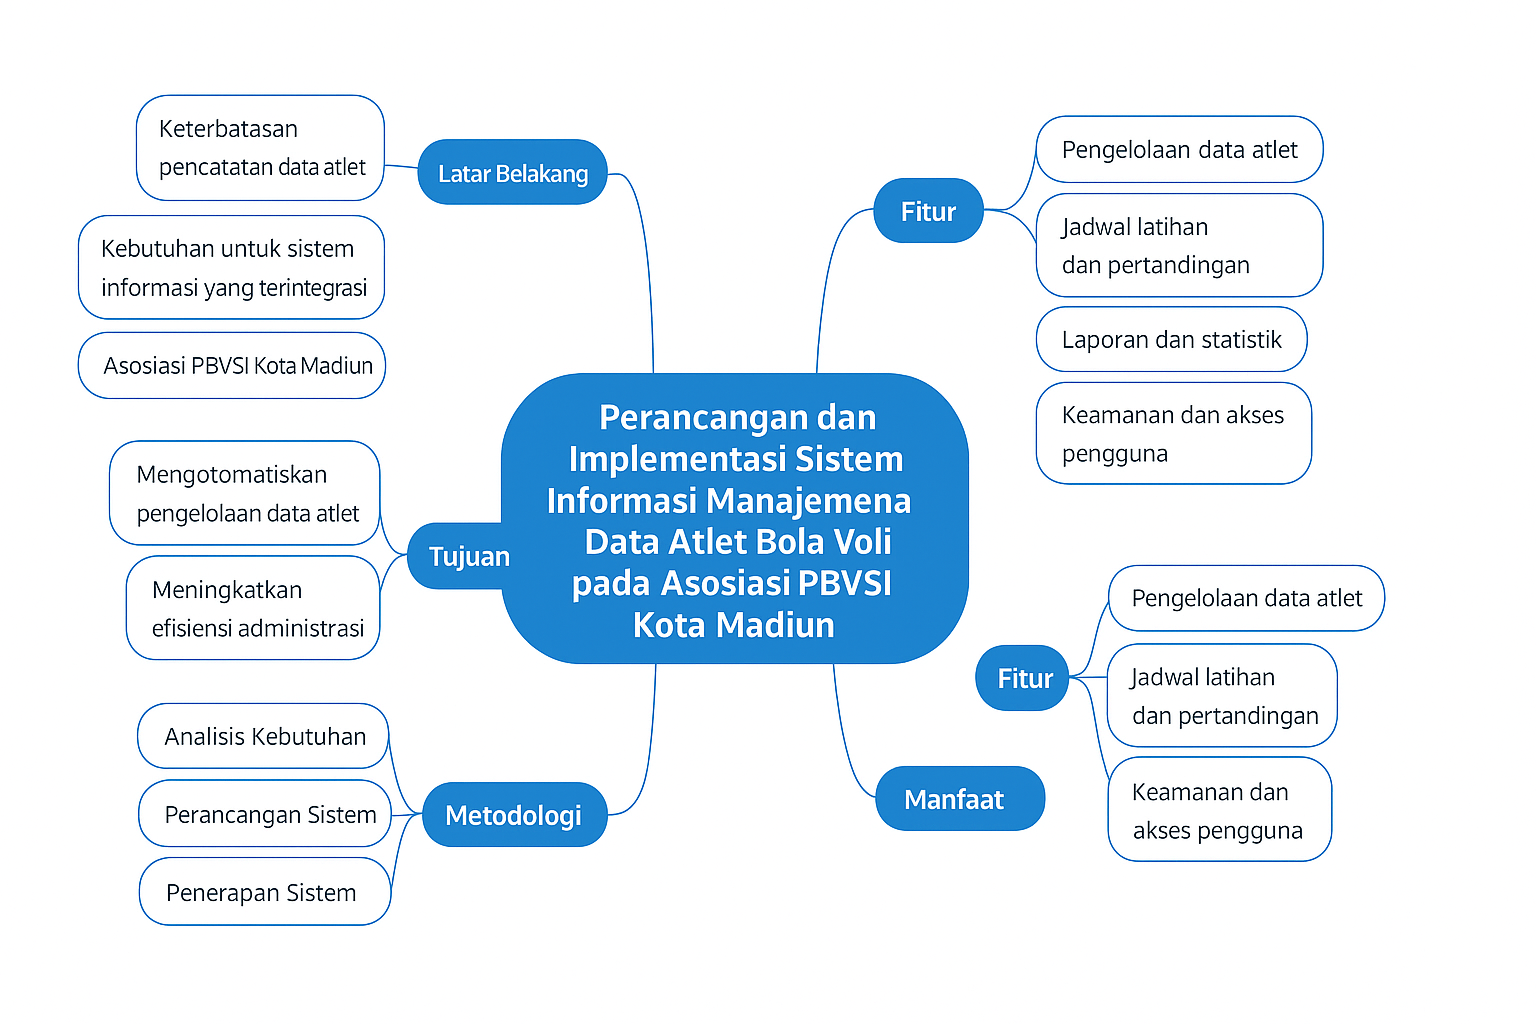 Perancangan dan
Implementasi Sistem
Informasi Manajemena
Data Atlet Bola Voli
pada Asosiasi PBVSI
Kota Madiun
Latar Belakang
Keterbatasan
pencatatan data atlet
Kebutuhan untuk sistem
informasi yang terintegrasi
Asosiasi PBVSI Kota Madiun
Tujuan
Mengotomatiskan
pengelolaan data atlet
Meningkatkan
efisiensi administrasi
Metodologi
Analisis Kebutuhan
Perancangan Sistem
Penerapan Sistem
Fitur
Pengelolaan data atlet
Jadwal latihan
dan pertandingan
Laporan dan statistik
Keamanan dan akses
pengguna
Fitur
Pengelolaan data atlet
Jadwal latihan
dan pertandingan
Keamanan dan
akses pengguna
Manfaat